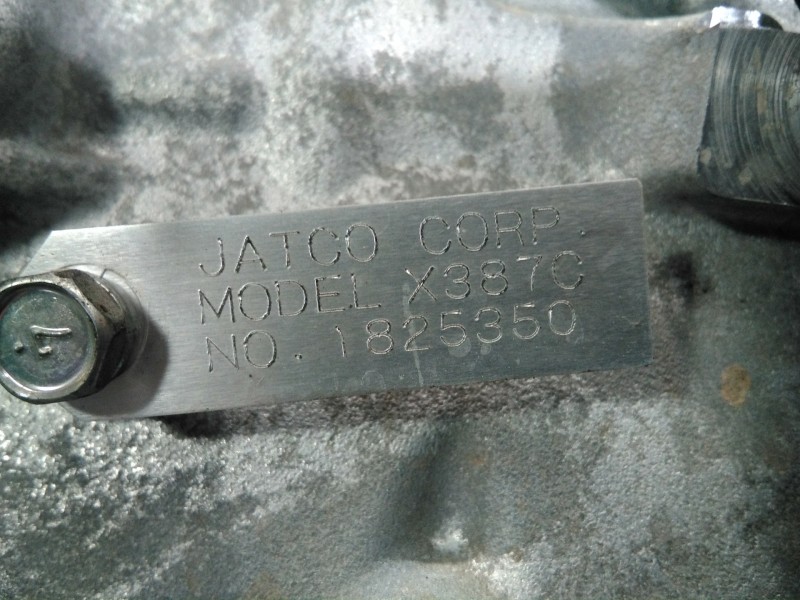 JATCO CORP.
MODEL X387C
NO. 1825350